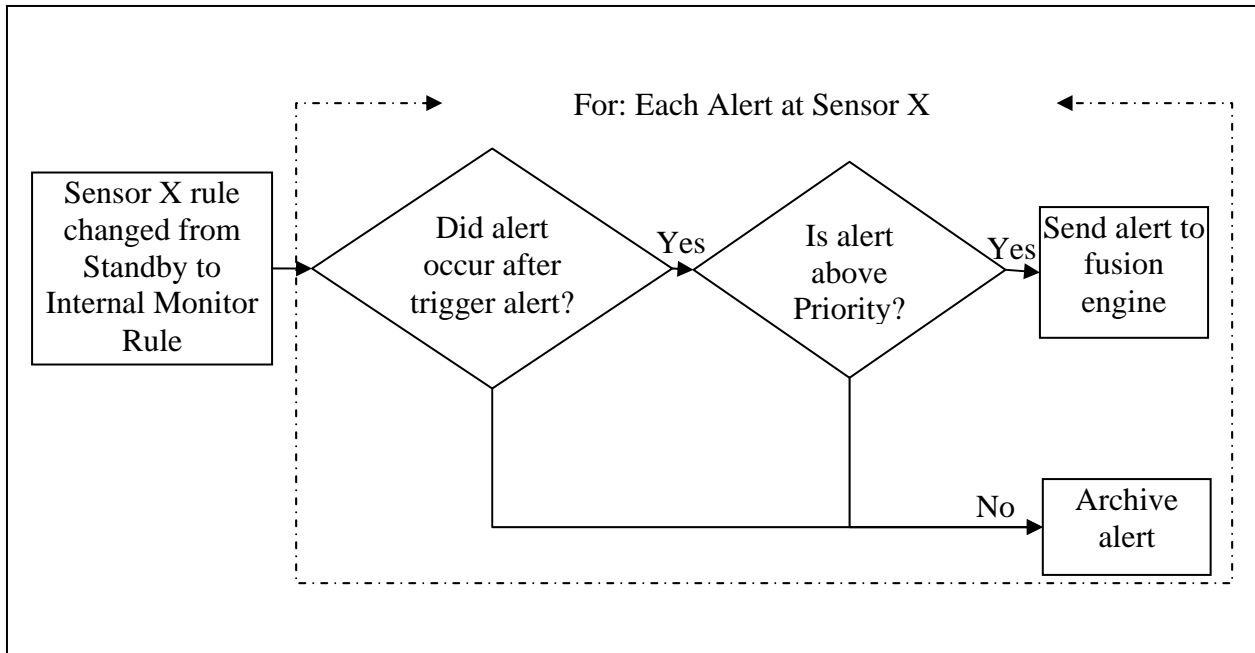 For: Each Alert at Sensor X
Sensor X rule
changed from
Standby to
Internal Monitor
Rule
Did alert
occur after
trigger alert?
Yes
Is alert
above
Priority?
Yes
Send alert to
fusion
engine
No
Archive
alert